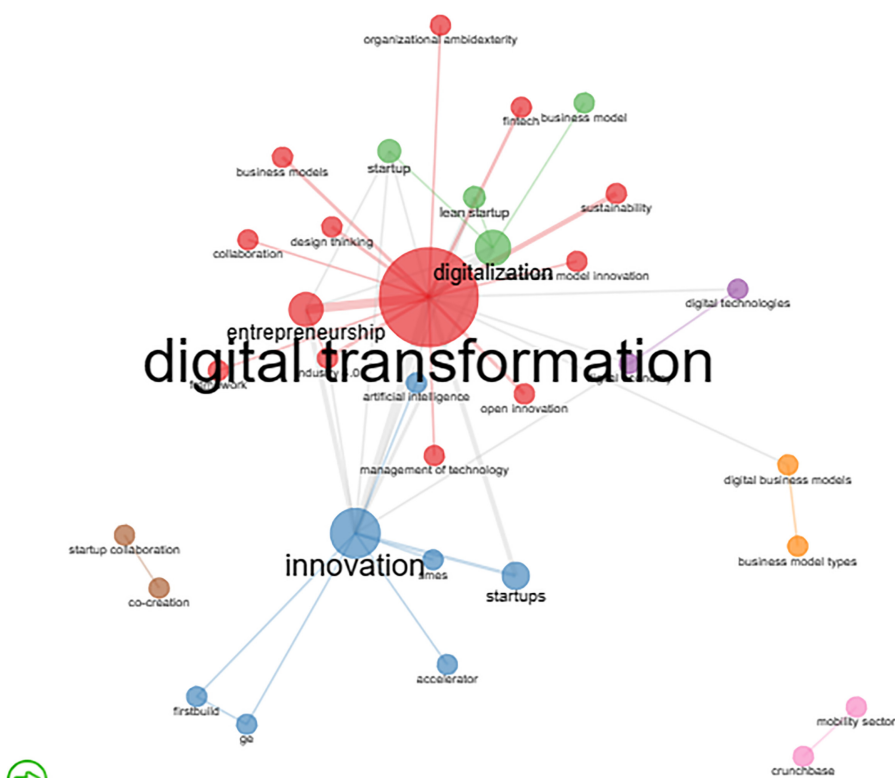 organizational ambidexterity
fintech
business model
startup
business models
lean startup
sustainability
design thinking
collaboration
digitalization
model innovation
digital technologies
entrepreneurship
digital transformation
artificial intelligence
open innovation
management of technology
digital business models
startup collaboration
business model types
innovation
startups
co-creation
accelerator
firstbuild
ge
mobility sector
crunchbase